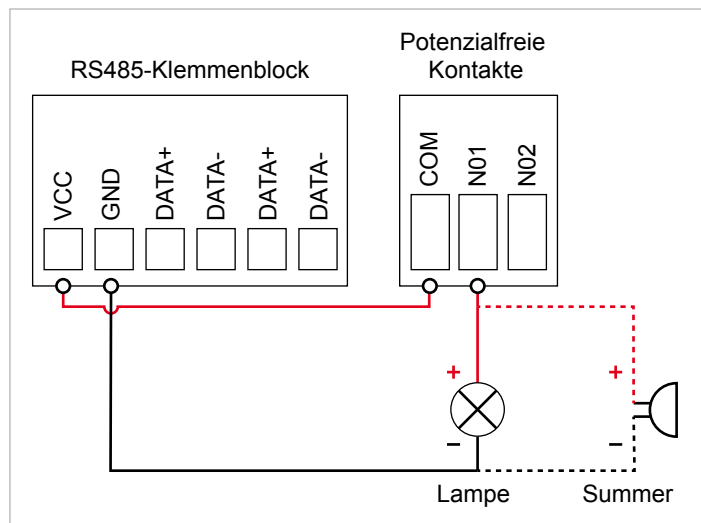 RS485-Klemmenblock
Potenzialfreie
Kontakte
VCC
GND
DATA+
DATA-
DATA+
DATA-
COM
N01
N02
+
+
−
−
Lampe
Summer